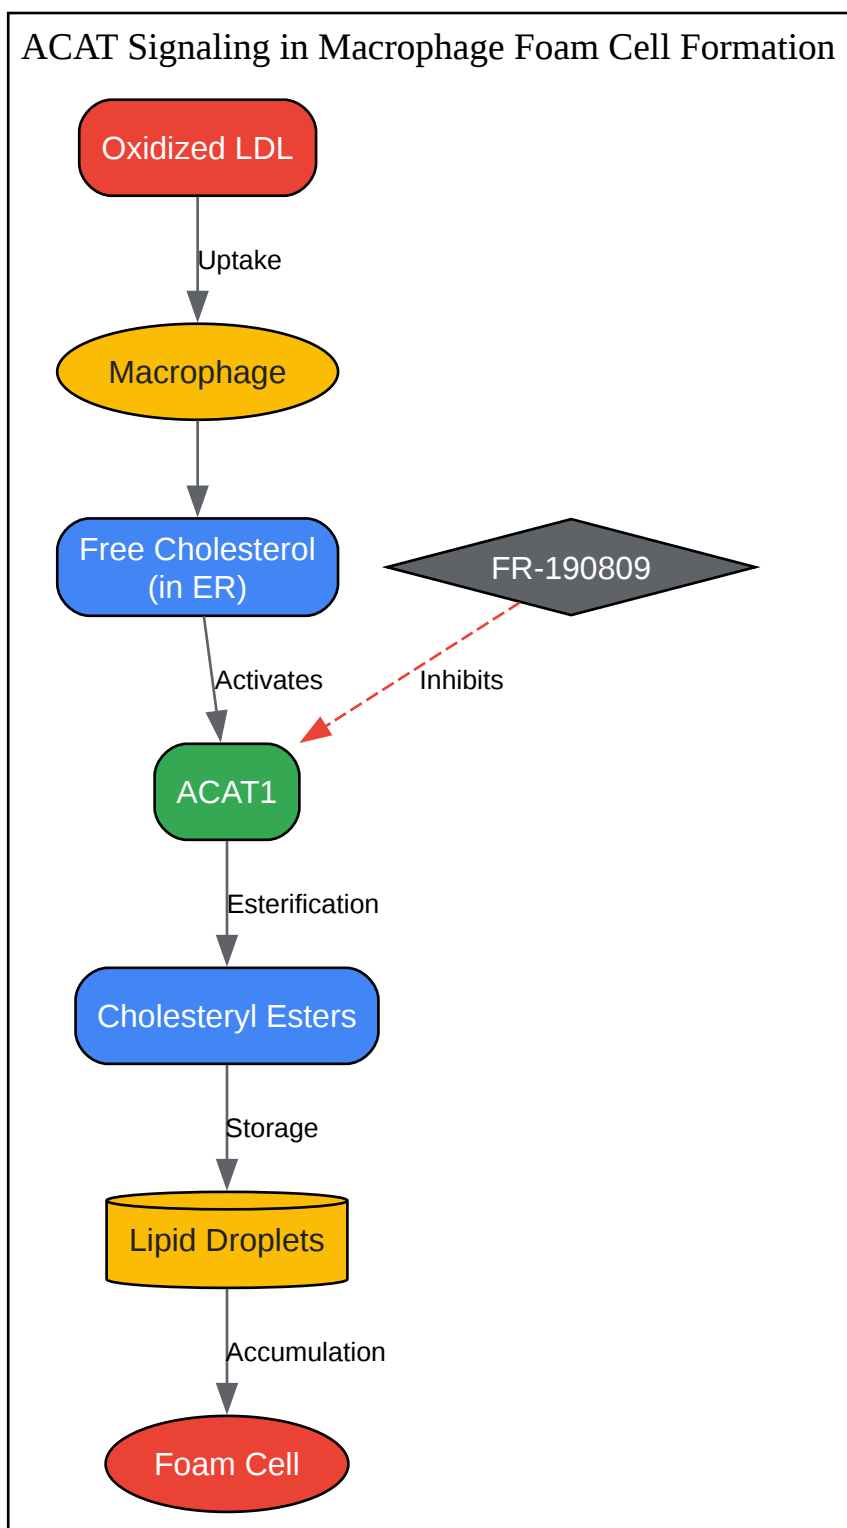 ACAT Signaling in Macrophage Foam Cell Formation
Oxidized LDL
Uptake
Macrophage
Free Cholesterol
(in ER)
FR-190809
Activates
Inhibits
ACAT1
Esterification
Cholesteryl Esters
Storage
Lipid Droplets
Accumulation
Foam Cell